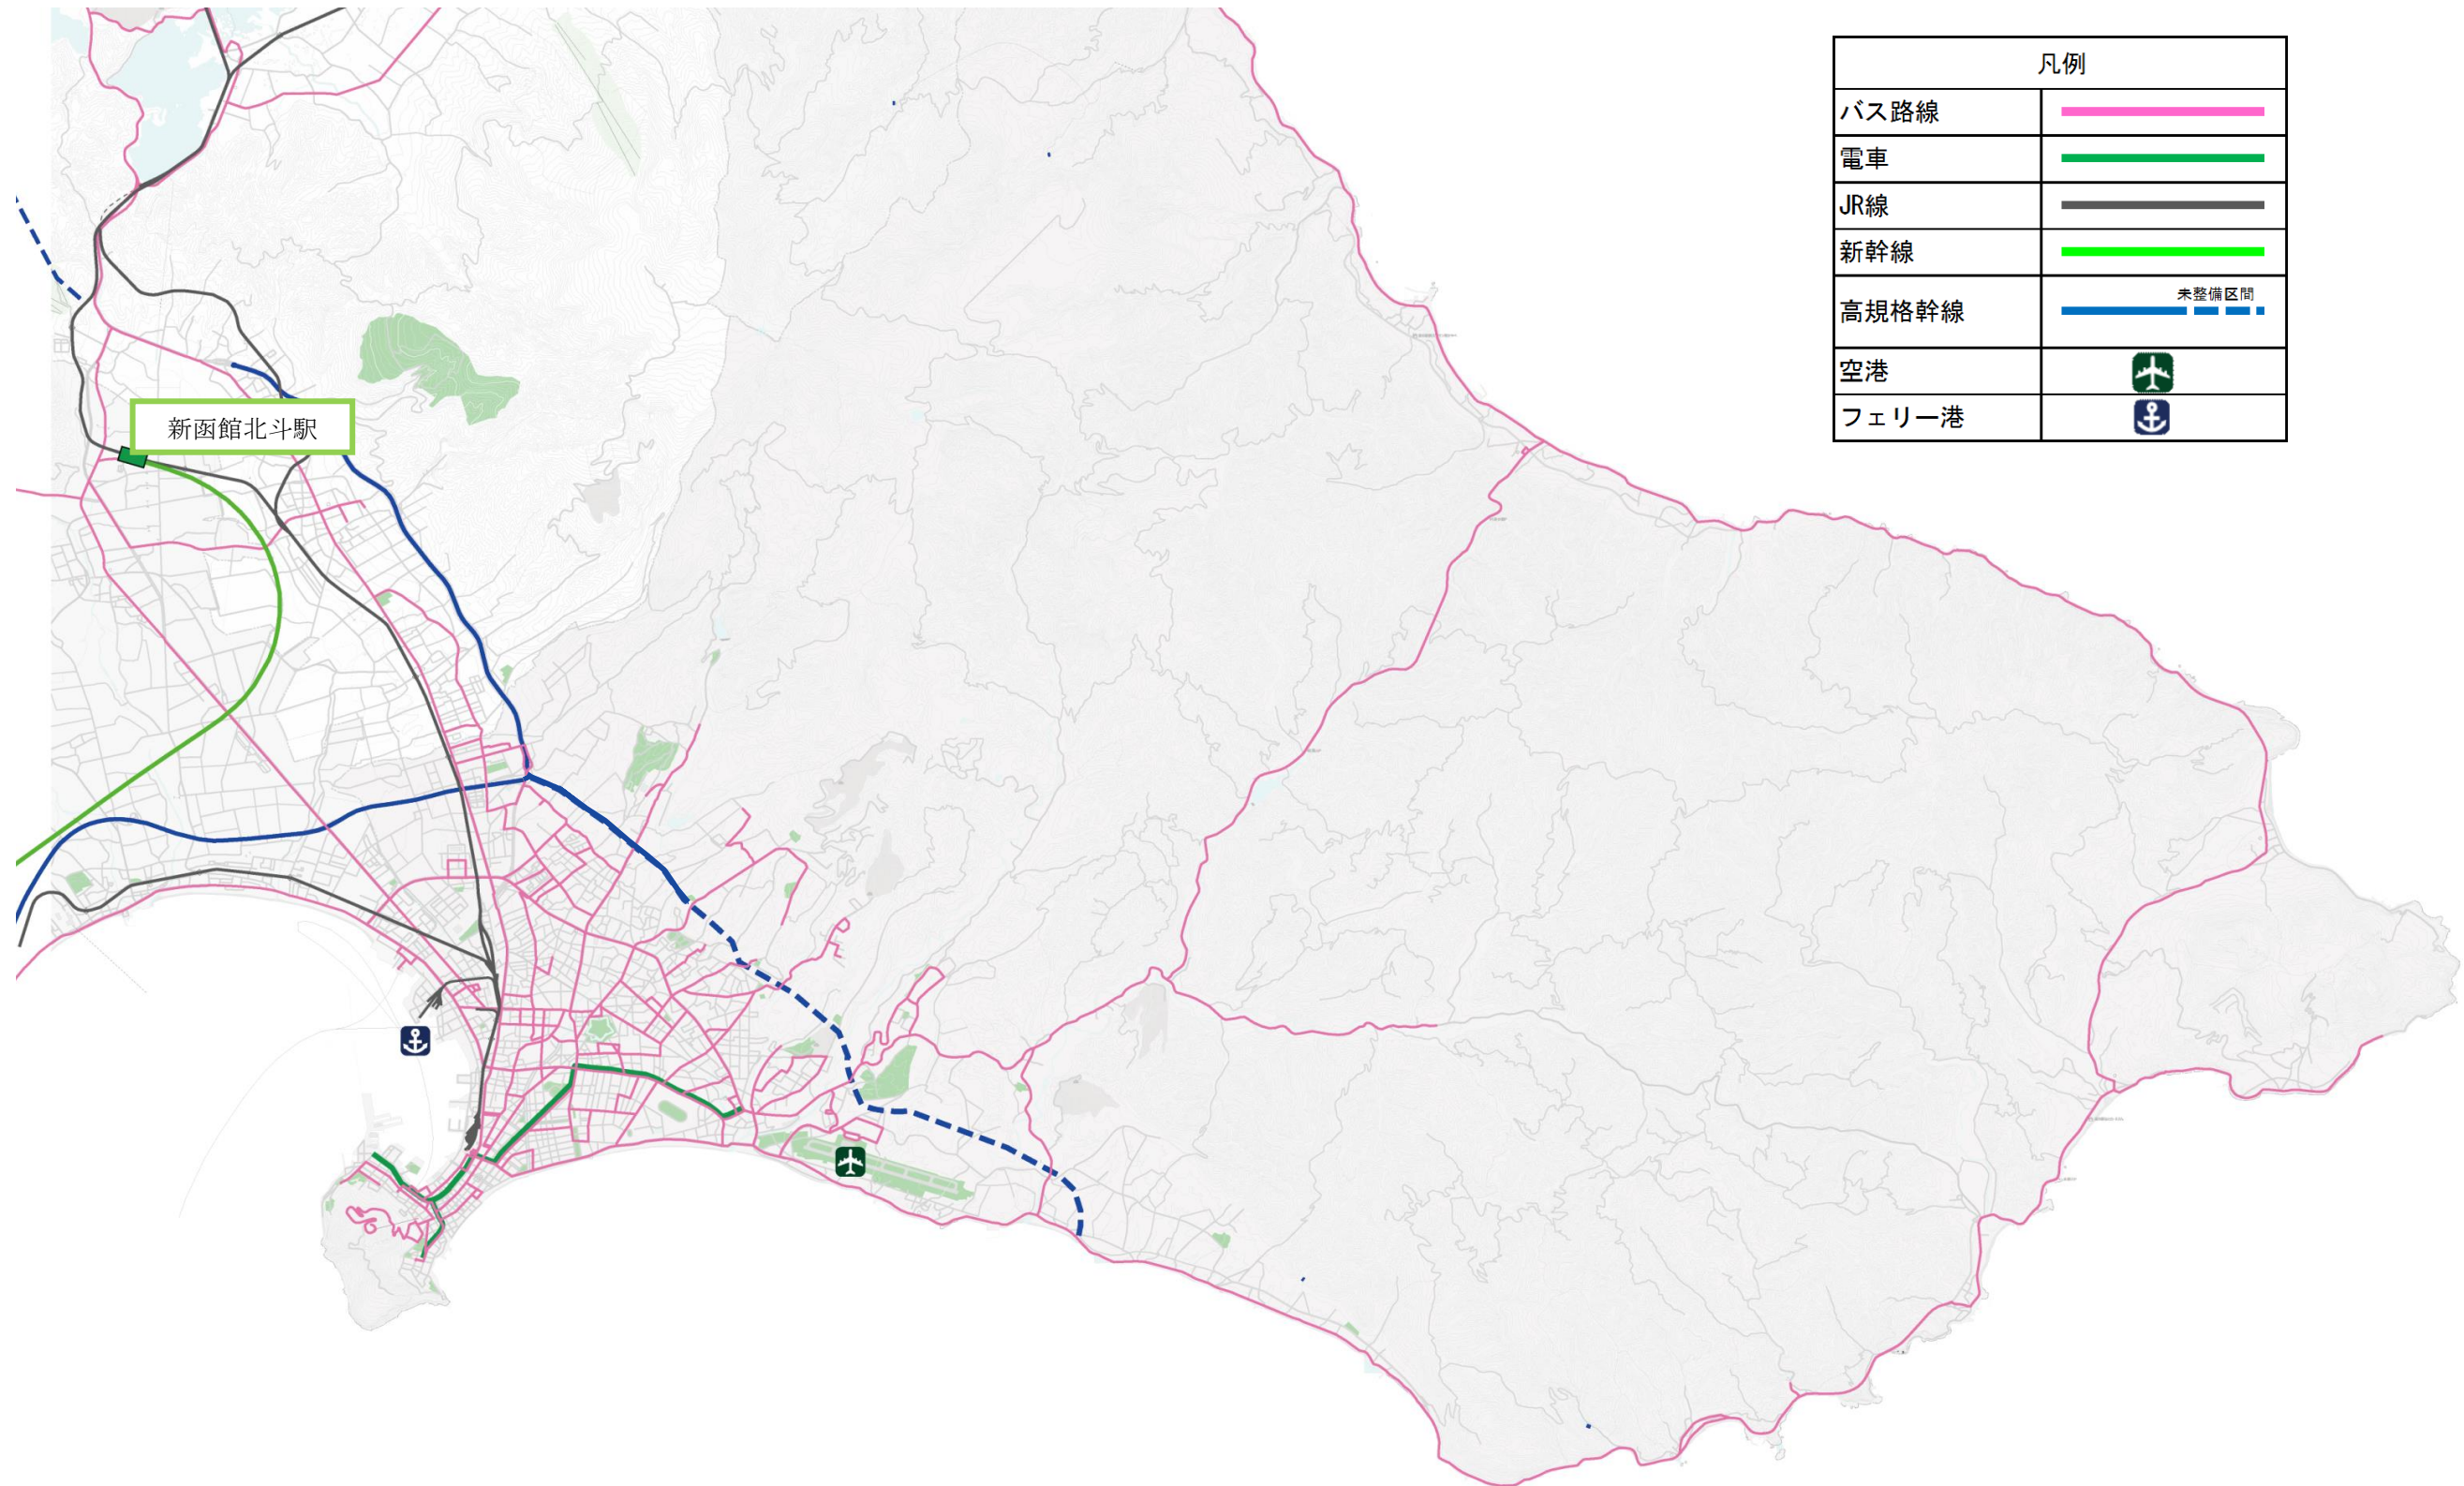 凡例
バス路線
電車
JR線
新幹線
未整備区間
高規格幹線
空港
フェリー港
新函館北斗駅